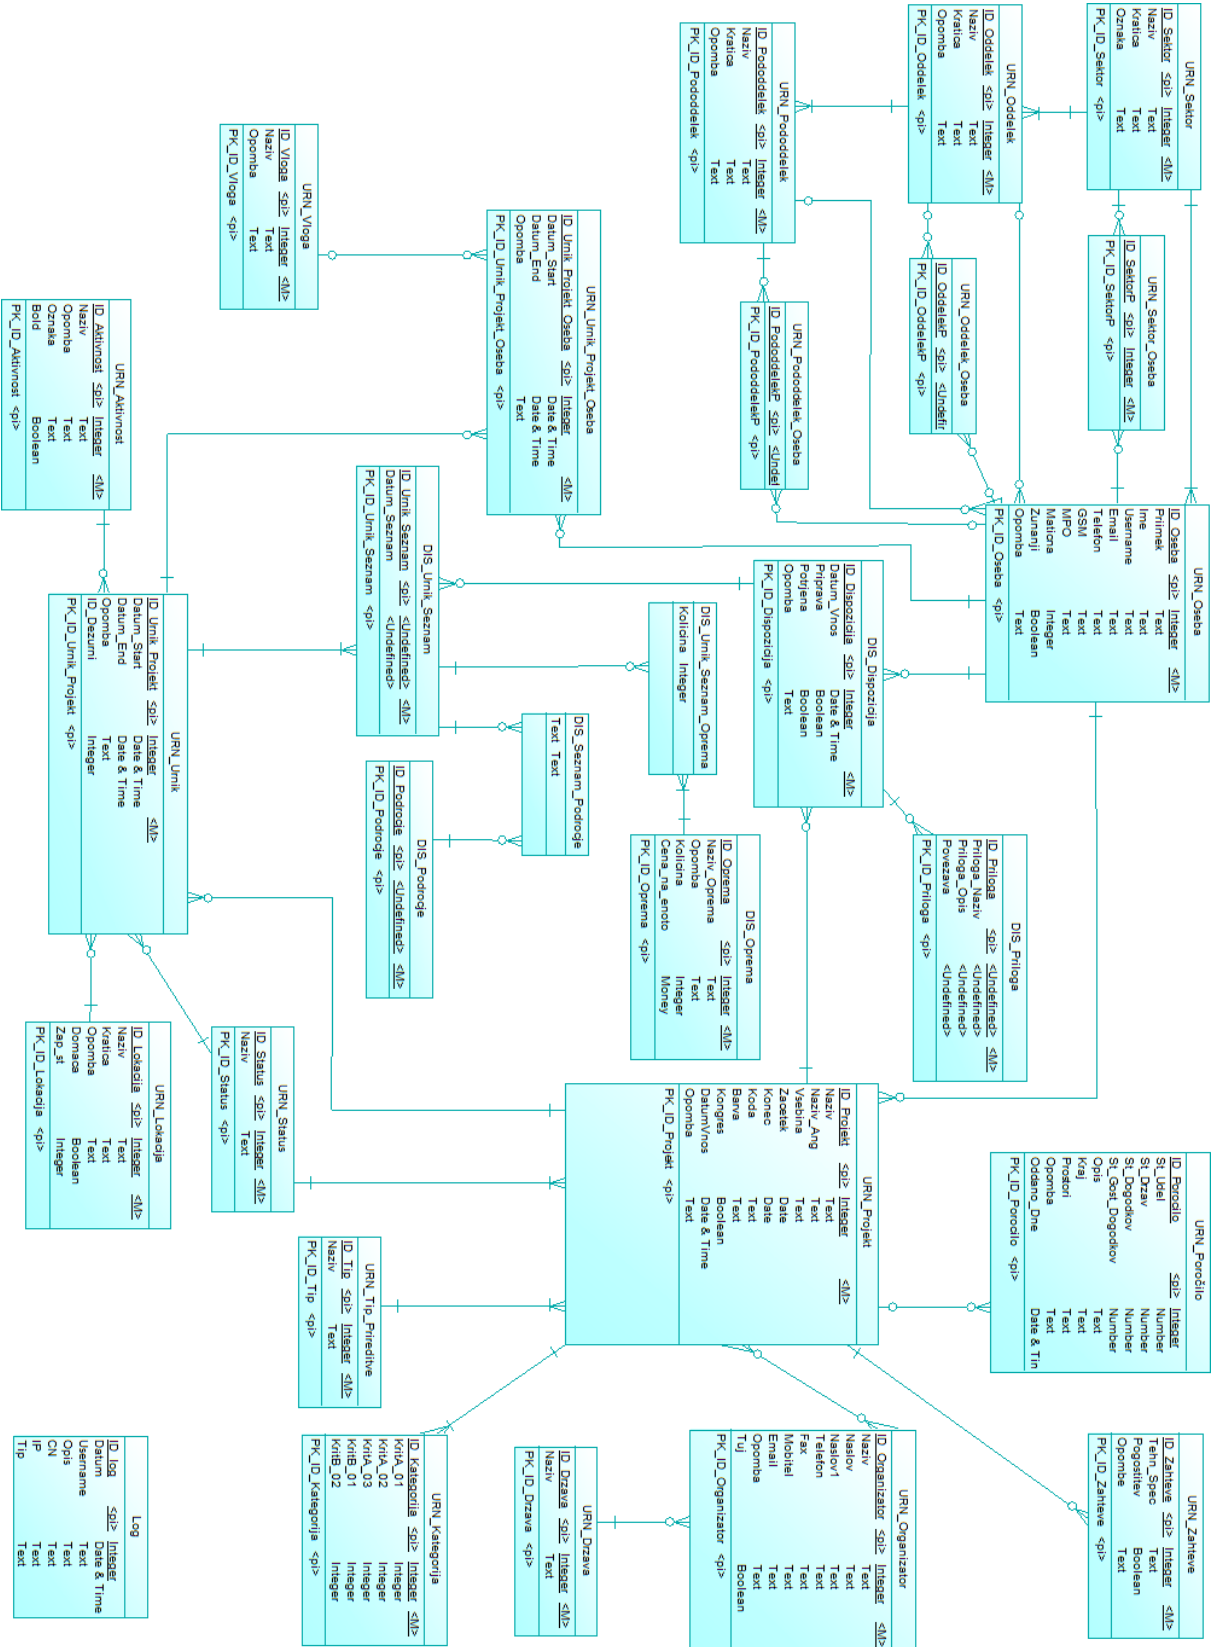 URN_Sektor
ID_Sektor <pi> Integer <M>
Naziv Text
Kratica Text
Oznaka Text
PK_ID_Sektor <pi>
URN_Sektor_Oseba
ID_SektorP <pi> Integer <M>
PK_ID_SektorP <pi>
URN_Oseba
ID_Oseba <pi> Integer <M>
Priimek Text
Ime Text
Username Text
Email Text
Telefon Text
GSM Text
MPO Text
Maticna Integer
Zunanji Boolean
Opomba Text
PK_ID_Oseba <pi>
URN_Oddelek
ID_Oddelek <pi> Integer <M>
Naziv Text
Kratica Text
Opomba Text
PK_ID_Oddelek <pi>
URN_Oddelek_Oseba
ID_OddelekP <pi> <Undefir
PK_ID_OddelekP <pi>
URN_Pododdelek
ID_Pododdelek <pi> Integer <M>
Naziv Text
Kratica Text
Opomba Text
PK_ID_Pododdelek <pi>
URN_Pododdelek_Oseba
ID_PododdelekP <pi> <Undef
PK_ID_PododdelekP <pi>
URN_Vloga
ID_Vloga <pi> Integer <M>
Naziv Text
Opomba Text
PK_ID_Vloga <pi>
URN_Urnik_Projekt_Oseba
ID_Urnik_Projekt_Oseba <pi> Integer <M>
Datum_Start Date & Time
Datum_End Date & Time
Opomba Text
PK_ID_Urnik_Projekt_Oseba <pi>
URN_Aktivnost
ID_Aktivnost <pi> Integer <M>
Naziv Text
Opomba Text
Oznaka Text
Bold Boolean
PK_ID_Aktivnost <pi>
DIS_Urnik_Seznam
ID_Urnik_Seznam <pi> <Undefined> <M>
Datum_Seznam <Undefined>
PK_ID_Urnik_Seznam <pi>
DIS_Dispozicija
ID_Dispozicija <pi> Integer <M>
Datum_Vnos Date & Time
Priprava Boolean
Potrjena Boolean
Opomba Text
PK_ID_Dispozicija <pi>
DIS_Urnik_Seznam_Oprema
Kolicina Integer
DIS_Seznam_Podrocje
Text Text
DIS_Podrocje
ID_Podrocje <pi> <Undefined> <M>
PK_ID_Podrocje <pi>
DIS_Oprema
ID_Oprema <pi> Integer <M>
Naziv_Oprema Text
Opomba Text
Kolicina Integer
Cena_na_enoto Money
PK_ID_Oprema <pi>
DIS_Priloga
ID_Priloga <pi> <Undefined> <M>
Priloga_Naziv <Undefined>
Priloga_Opis <Undefined>
Povezava <Undefined>
PK_ID_Priloga <pi>
URN_Urnik
ID_Urnik_Projekt <pi> Integer <M>
Datum_Start Date & Time
Datum_End Date & Time
Opomba Text
ID_Dezurni Integer
PK_ID_Urnik_Projekt <pi>
URN_Lokacija
ID_Lokacija <pi> Integer <M>
Naziv Text
Kratica Text
Opomba Text
Domaca Boolean
Zap_st Integer
PK_ID_Lokacija <pi>
URN_Status
ID_Status <pi> Integer <M>
Naziv Text
PK_ID_Status <pi>
URN_Projekt
ID_Projekt <pi> Integer <M>
Naziv Text
Naziv_Ang Text
Vsebina Text
Zacetek Date
Konec Date
Koda Text
Barva Text
Kongres Boolean
DatumVnos Date & Time
Opomba Text
PK_ID_Projekt <pi>
URN_Poročilo
ID_Porocilo <pi> Integer
St_Udel Number
St_Drzav Number
St_Dogodkov Number
St_Gost_Dogodkov Number
Opis Text
Kraj Text
Prostori Text
Opomba Text
Oddano_Dne Date & Tin
PK_ID_Porocilo <pi>
URN_Tip_Prireditve
ID_Tip <pi> Integer <M>
Naziv Text
PK_ID_Tip <pi>
URN_Kategorija
ID_Kategorija <pi> Integer <M>
KritA_01 Integer
KritA_02 Integer
KritA_03 Integer
KritB_01 Integer
KritB_02 Integer
PK_ID_Kategorija <pi>
URN_Drzava
ID_Drzava <pi> Integer <M>
Naziv Text
PK_ID_Drzava <pi>
URN_Organizator
ID_Organizator <pi> Integer <M>
Naziv Text
Naslov Text
Naslov1 Text
Telefon Text
Fax Text
Mobitel Text
Email Text
Opomba Text
Tuj Boolean
PK_ID_Organizator <pi>
URN_Zahteve
ID_Zahteve <pi> Integer <M>
Tehn_Spec Text
Pogostitev Boolean
Opombe Text
PK_ID_Zahteve <pi>
Log
ID_log <pi> Integer
Datum Date & Time
Username Text
Opis Text
CN Text
IP Text
Tip Text